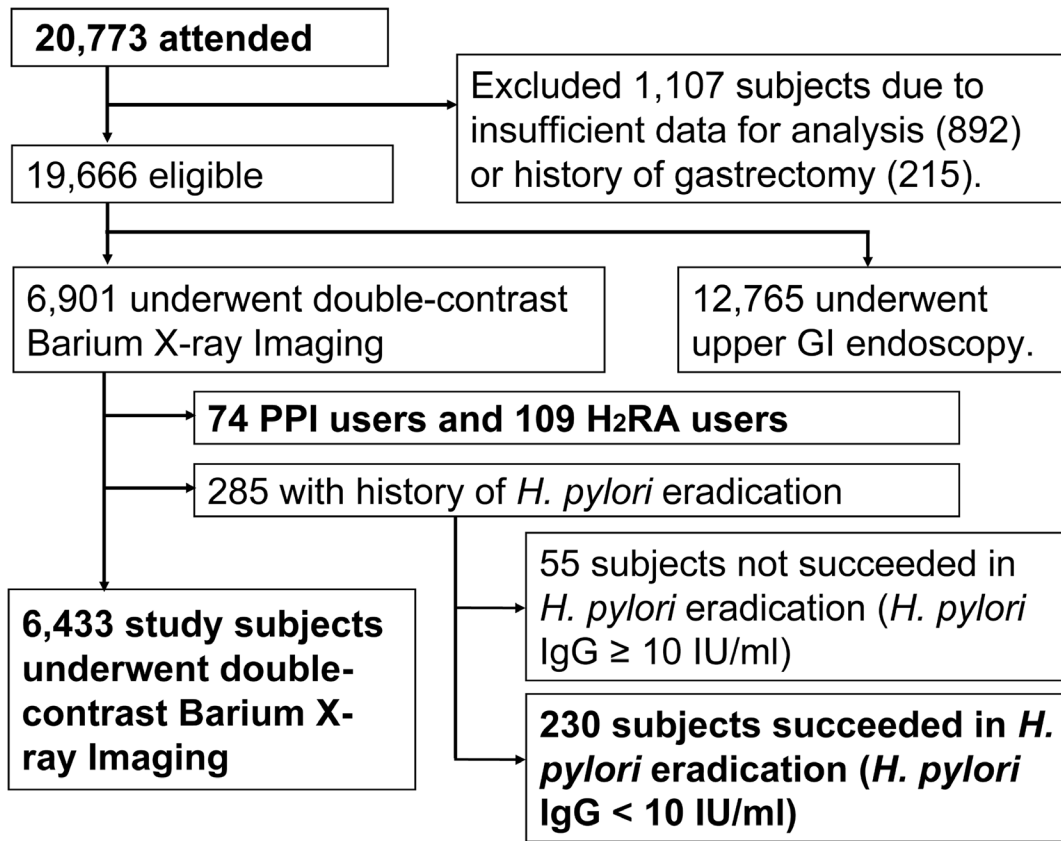 20,773 attended
Excluded 1,107 subjects due to
insufficient data for analysis (892)
or history of gastrectomy (215).
19,666 eligible
6,901 underwent double-contrast
Barium X-ray Imaging
12,765 underwent
upper GI endoscopy.
74 PPI users and 109 H₂RA users
285 with history of H. pylori eradication
55 subjects not succeeded in
H. pylori eradication (H. pylori
IgG ≥ 10 IU/ml)
6,433 study subjects
underwent double-
contrast Barium X-
ray Imaging
230 subjects succeeded in H.
pylori eradication (H. pylori
IgG < 10 IU/ml)